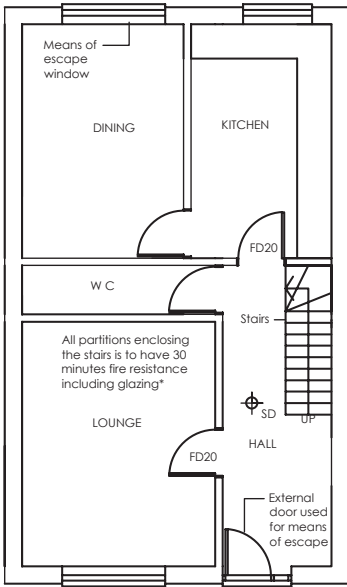 Means of
escape
window
DINING
KITCHEN
FD20
W C
Stairs
All partitions enclosing
the stairs is to have 30
minutes fire resistance
including glazing*
LOUNGE
SD
UP
HALL
FD20
External
door used
for means
of escape